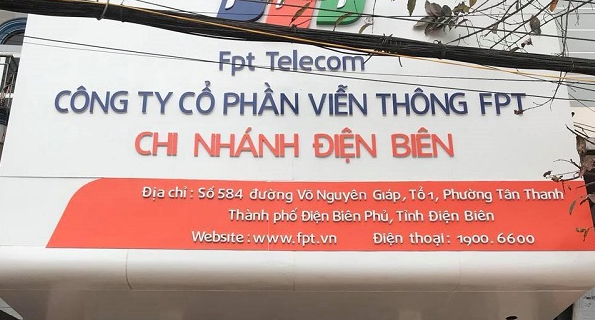 Fpt Telecom
CÔNG TY CỔ PHẦN VIỄN THÔNG FPT
CHI NHÁNH ĐIỆN BIÊN
Địa chỉ : Số 584 đường Võ Nguyên Giáp, Tổ 1, Phường Tân Thanh
Thành phố Điện Biên Phủ, Tỉnh Điện Biên
Website : www.fpt.vn Điện thoại : 1900.6600